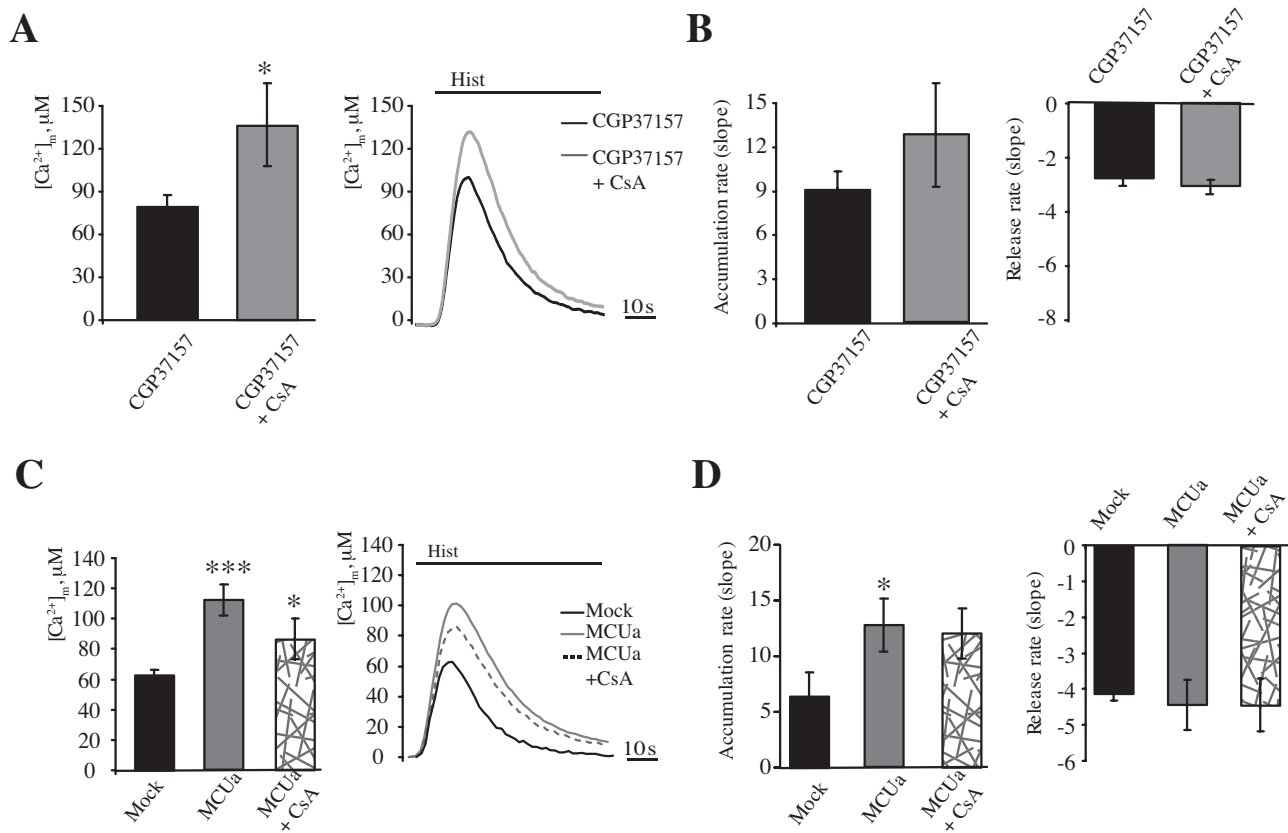 A
[Ca²⁺]m, µM
150
120
90
60
30
0
*
CGP37157
CGP37157
+ CsA
[Ca²⁺]m, µM
150
120
90
60
30
0
Hist
CGP37157
CGP37157
+ CsA
10s
B
Accumulation rate (slope)
15
12
9
6
3
0
CGP37157
CGP37157
+ CsA
Release rate (slope)
0
-2
-4
-6
-8
CGP37157
CGP37157
+ CsA
C
[Ca²⁺]m, µM
140
120
100
80
60
40
20
0
***
*
Mock
MCUa
MCUa
+ CsA
[Ca²⁺]m, µM
140
120
100
80
60
40
20
0
Hist
Mock
MCUa
MCUa
+CsA
10s
D
Accumulation rate (slope)
20
15
10
5
0
*
Mock
MCUa
MCUa
+ CsA
Release rate (slope)
0
-1
-2
-3
-4
-5
-6
Mock
MCUa
MCUa
+ CsA